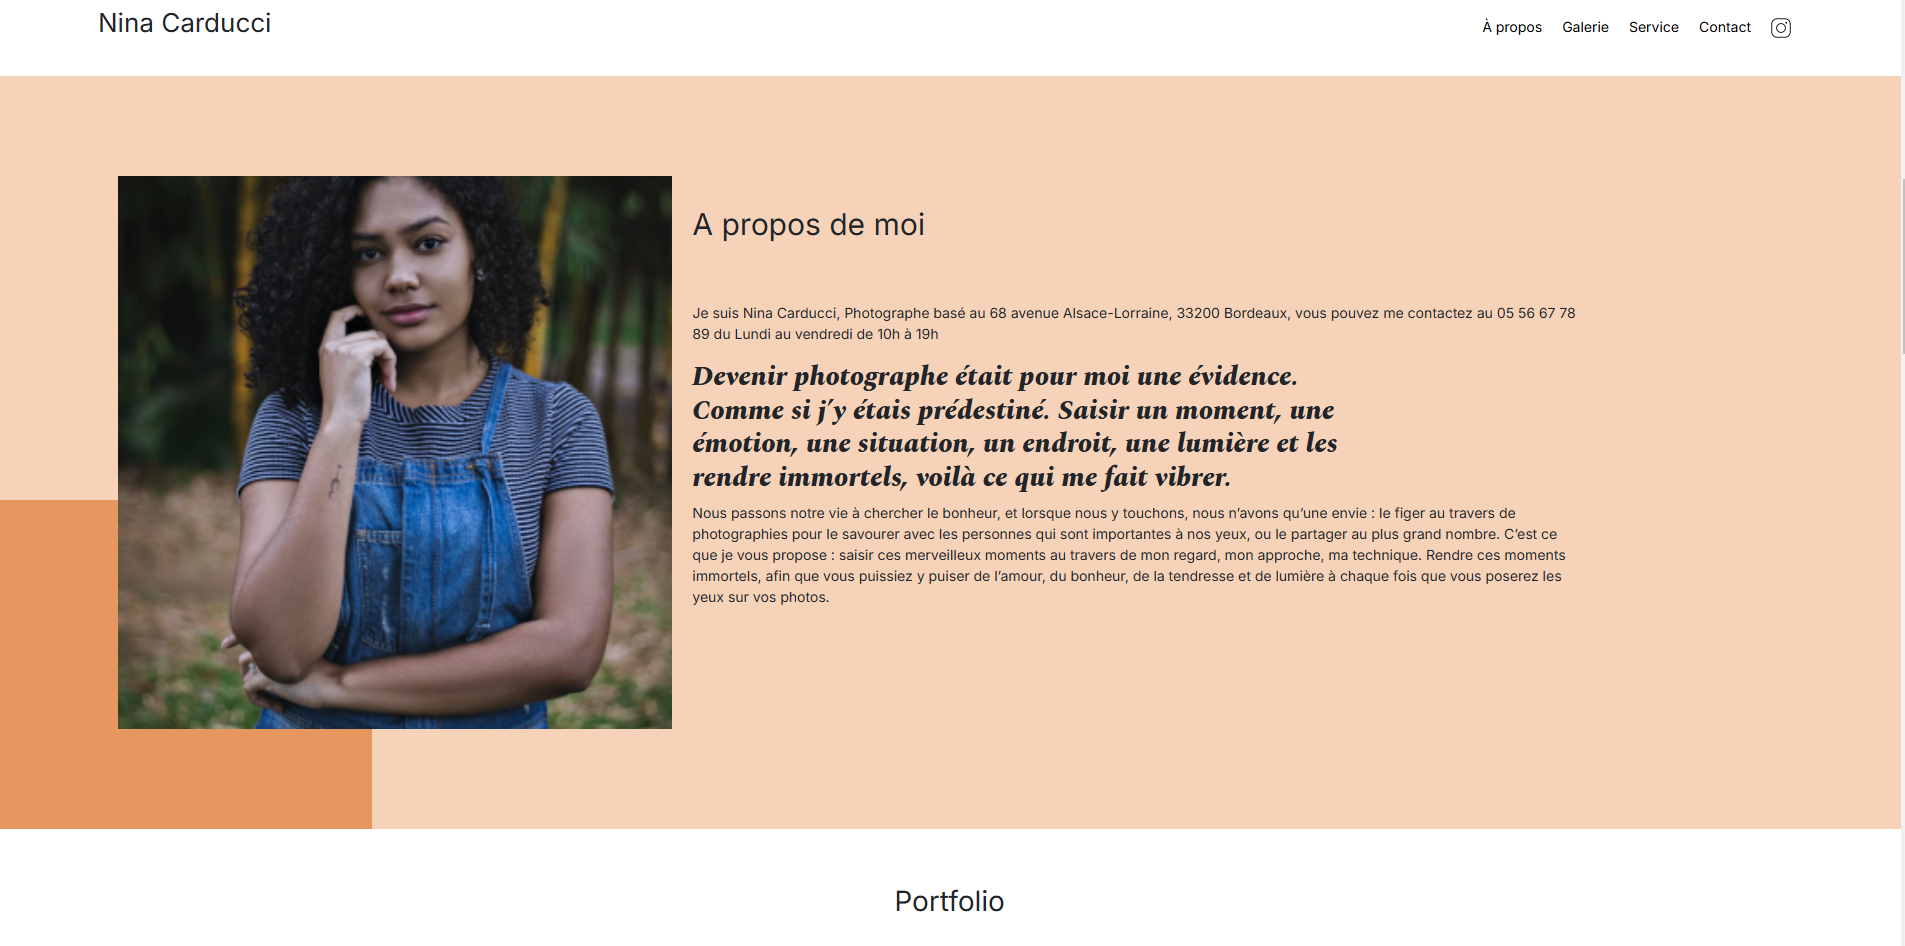 Nina Carducci
À propos Galerie Service Contact
A propos de moi
Je suis Nina Carducci, Photographe basé au 68 avenue Alsace-Lorraine, 33200 Bordeaux, vous pouvez me contactez au 05 56 67 78
89 du Lundi au vendredi de 10h à 19h
Devenir photographe était pour moi une évidence.
Comme si j’y étais prédestiné. Saisir un moment, une
émotion, une situation, un endroit, une lumière et les
rendre immortels, voilà ce qui me fait vibrer.
Nous passons notre vie à chercher le bonheur, et lorsque nous y touchons, nous n’avons qu’une envie : le figer au travers de
photographies pour le savourer avec les personnes qui sont importantes à nos yeux, ou le partager au plus grand nombre. C’est ce
que je vous propose : saisir ces merveilleux moments au travers de mon regard, mon approche, ma technique. Rendre ces moments
immortels, afin que vous puissiez y puiser de l’amour, du bonheur, de la tendresse et de lumière à chaque fois que vous poserez les
yeux sur vos photos.
Portfolio